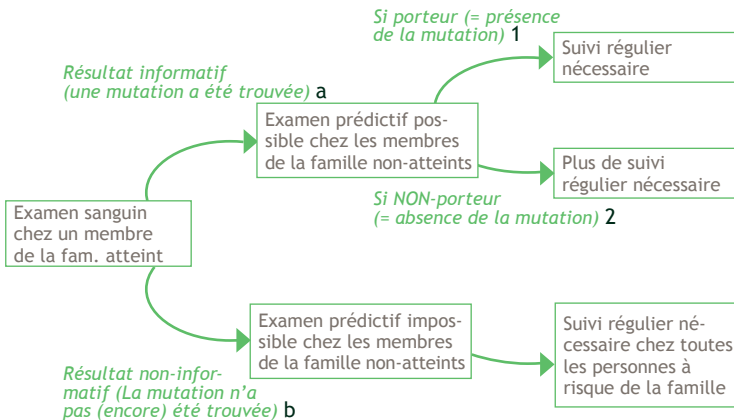 Si porteur (= présence
de la mutation) 1
Suivi régulier
nécessaire
Résultat informatif
(une mutation a été trouvée) a
Examen prédictif pos-
sible chez les membres
de la famille non-atteints
Plus de suivi
régulier nécessaire
Si NON-porteur
(= absence de la mutation) 2
Examen sanguin
chez un membre
de la fam. atteint
Examen prédictif impos-
sible chez les membres
de la famille non-atteints
Suivi régulier né-
cessaire chez toutes
les personnes à
risque de la famille
Résultat non-infor-
matif (La mutation n'a
pas (encore) été trouvée) b